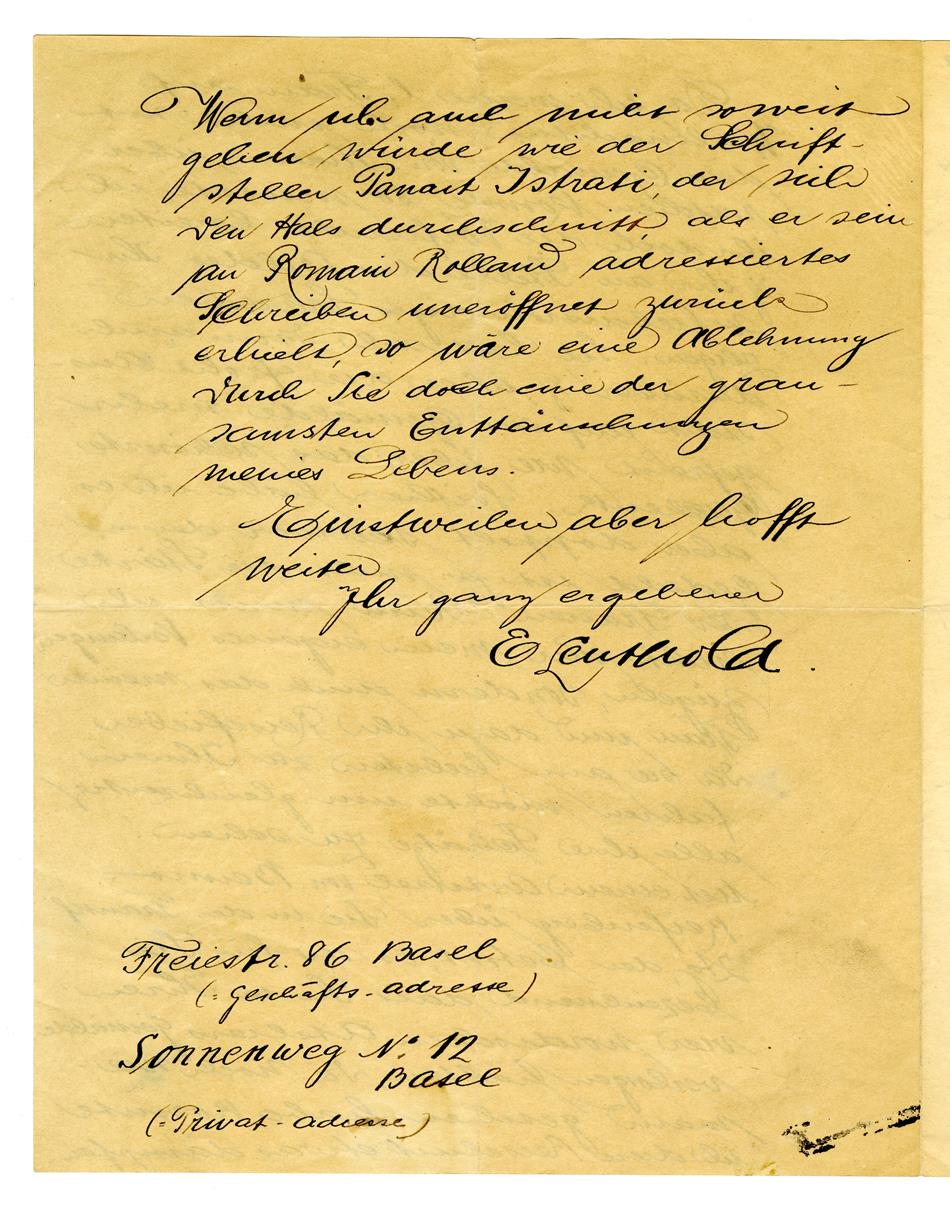 Wenn ich auch nicht soweit
gehen würde wie der Schrift-
steller Panait Istrati, der sich
den Hals durchschnitt, als er sein
an Romain Rolland adressiertes
Schreiben uneröffnet zurück
erhielt, so wäre eine Ablehnung
durch Sie doch eine der grau-
samsten Enttäuschungen
meines Lebens.
Einstweilen aber hofft
weiter
Ihr ganz ergebener
E Leuthold.
Freiestr. 86 Basel
(: Geschäfts-adresse)
Sonnenweg No 12
Basel
(: Privat-adresse)